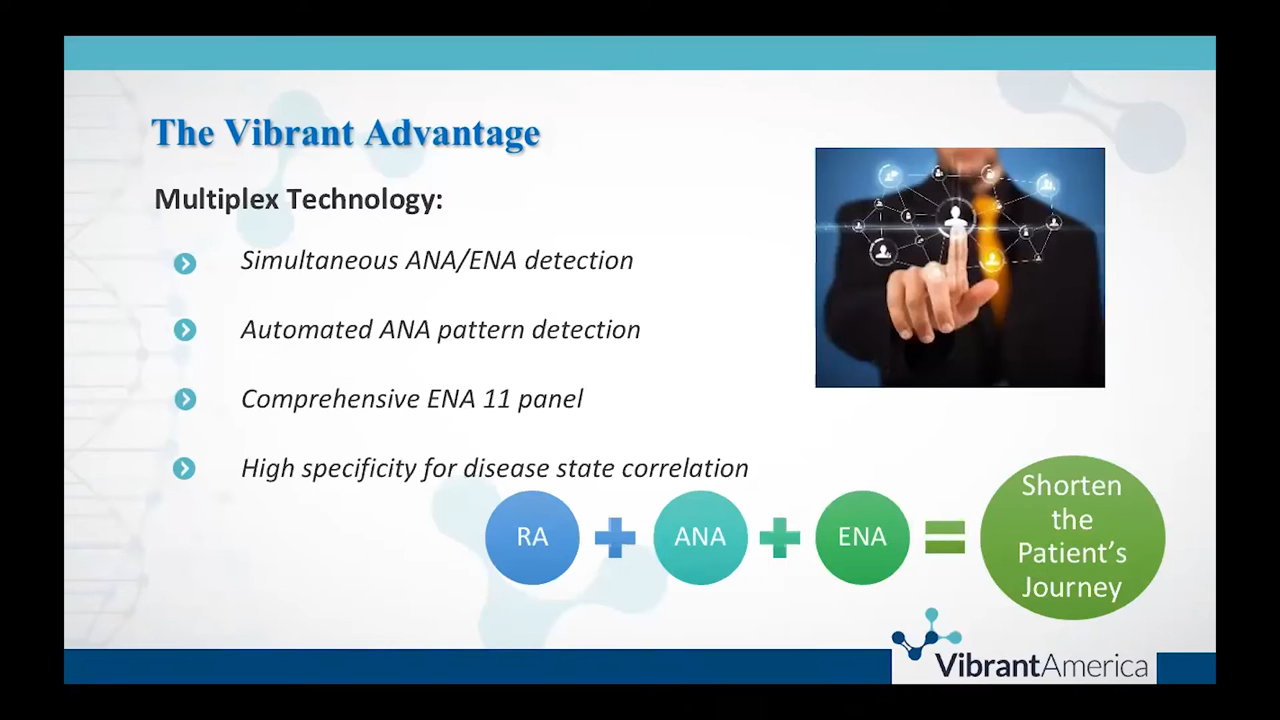 The Vibrant Advantage
Multiplex Technology:
Simultaneous ANA/ENA detection
Automated ANA pattern detection
Comprehensive ENA 11 panel
High specificity for disease state correlation
RA + ANA + ENA =
Shorten
the
Patient's
Journey
VibrantAmerica